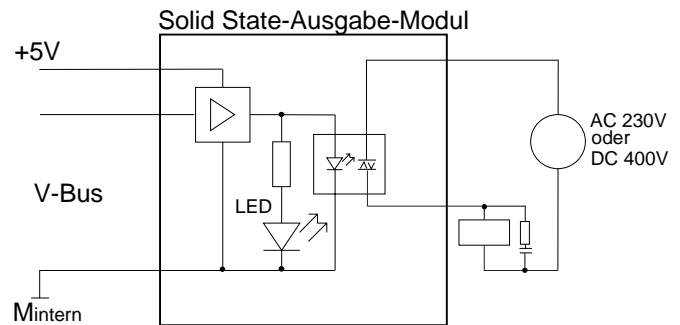 Solid State-Ausgabe-Modul
+5V
AC 230V
oder
DC 400V
V-Bus
LED
Mintern